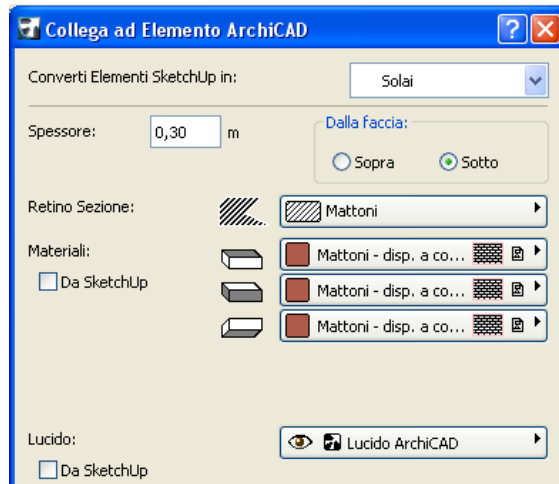 Collega ad Elemento ArchiCAD
Converti Elementi SketchUp in:
Solai
Spessore:
0,30
m
Dalla faccia:
Sopra
Sotto
Retino Sezione:
Mattoni
Materiali:
Mattoni - disp. a co...
Da SketchUp
Mattoni - disp. a co...
Mattoni - disp. a co...
Lucido:
Lucido ArchiCAD
Da SketchUp